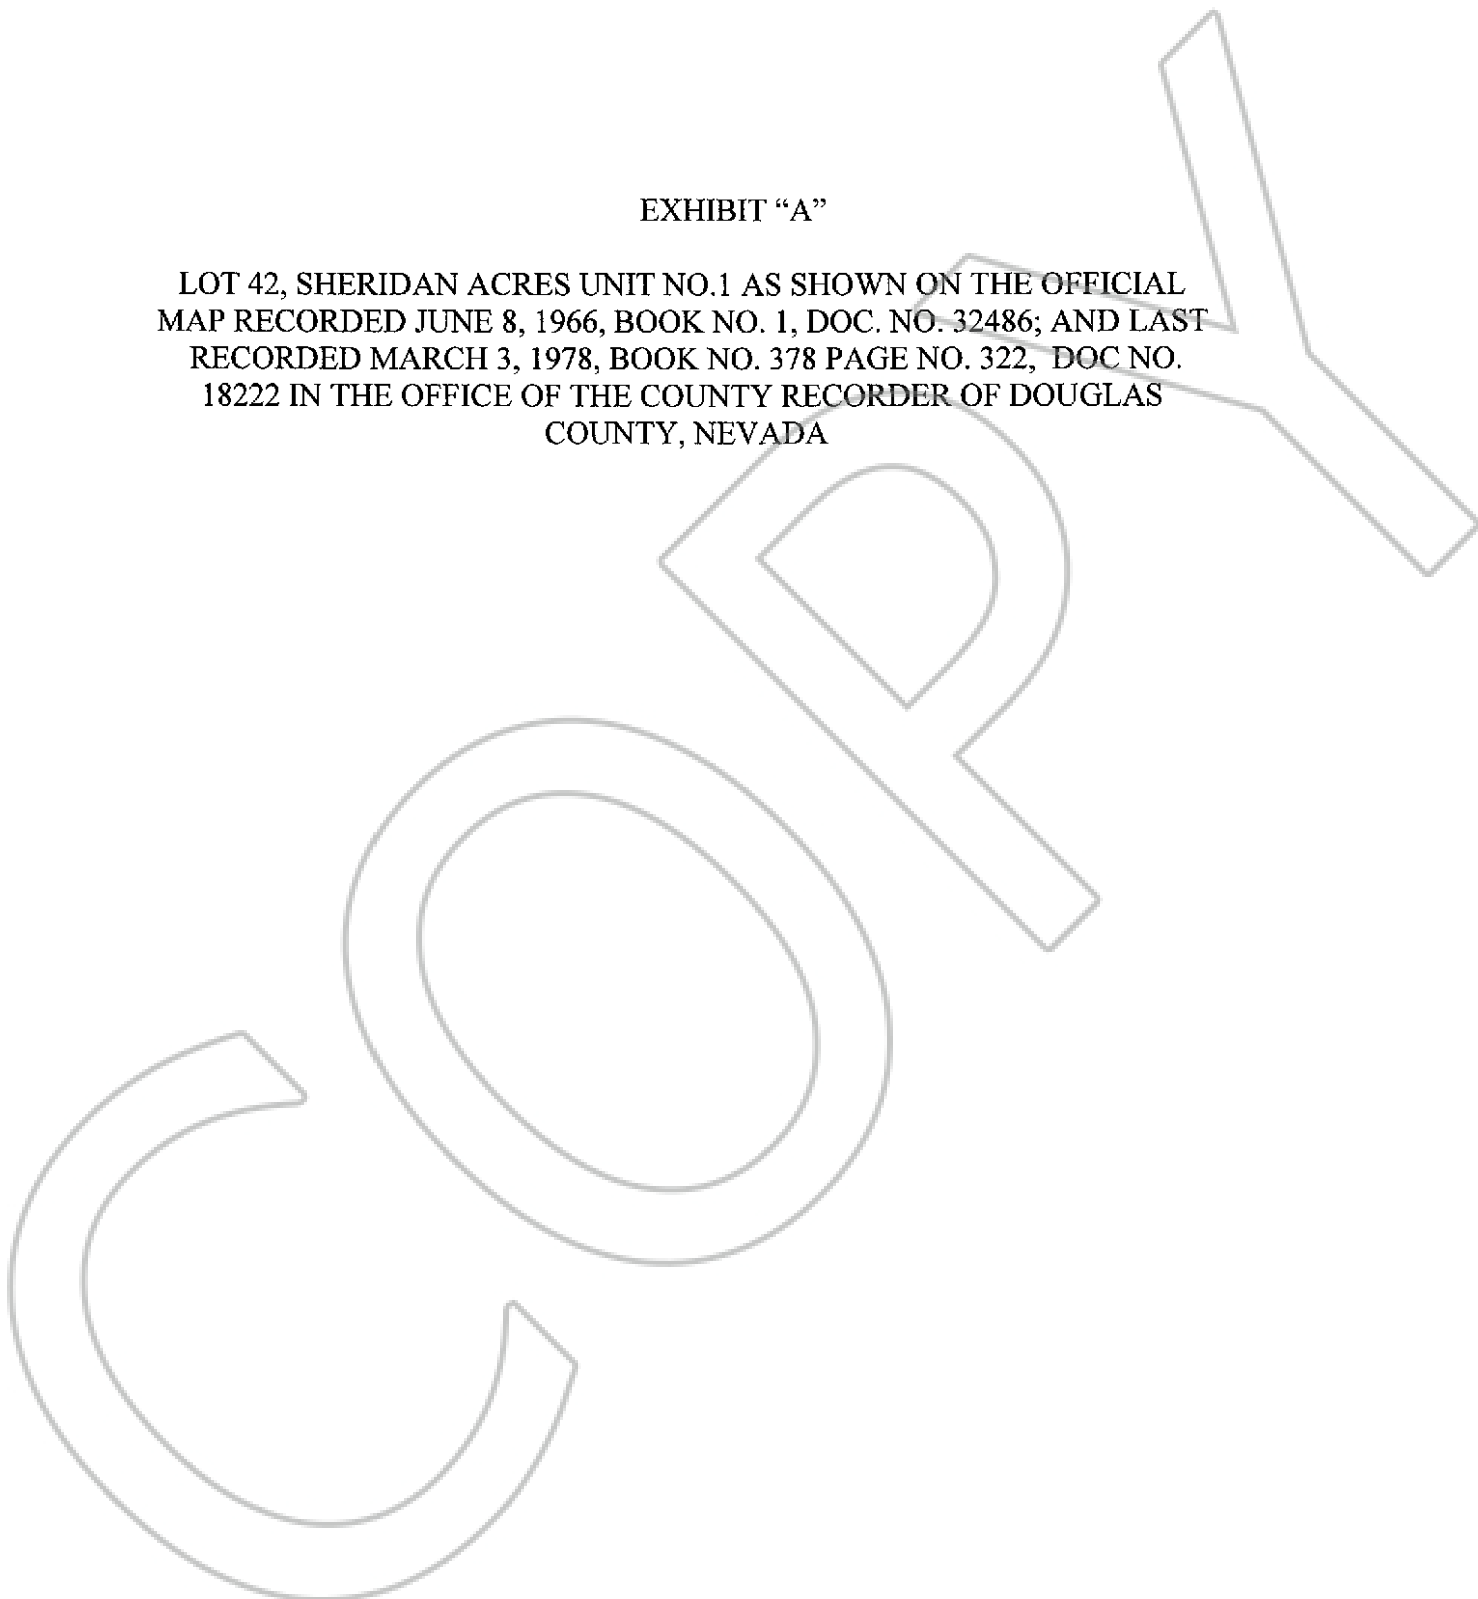 EXHIBIT “A”
LOT 42, SHERIDAN ACRES UNIT NO.1 AS SHOWN ON THE OFFICIAL
MAP RECORDED JUNE 8, 1966, BOOK NO. 1, DOC. NO. 32486; AND LAST
RECORDED MARCH 3, 1978, BOOK NO. 378 PAGE NO. 322, DOC NO.
18222 IN THE OFFICE OF THE COUNTY RECORDER OF DOUGLAS
COUNTY, NEVADA
COPY